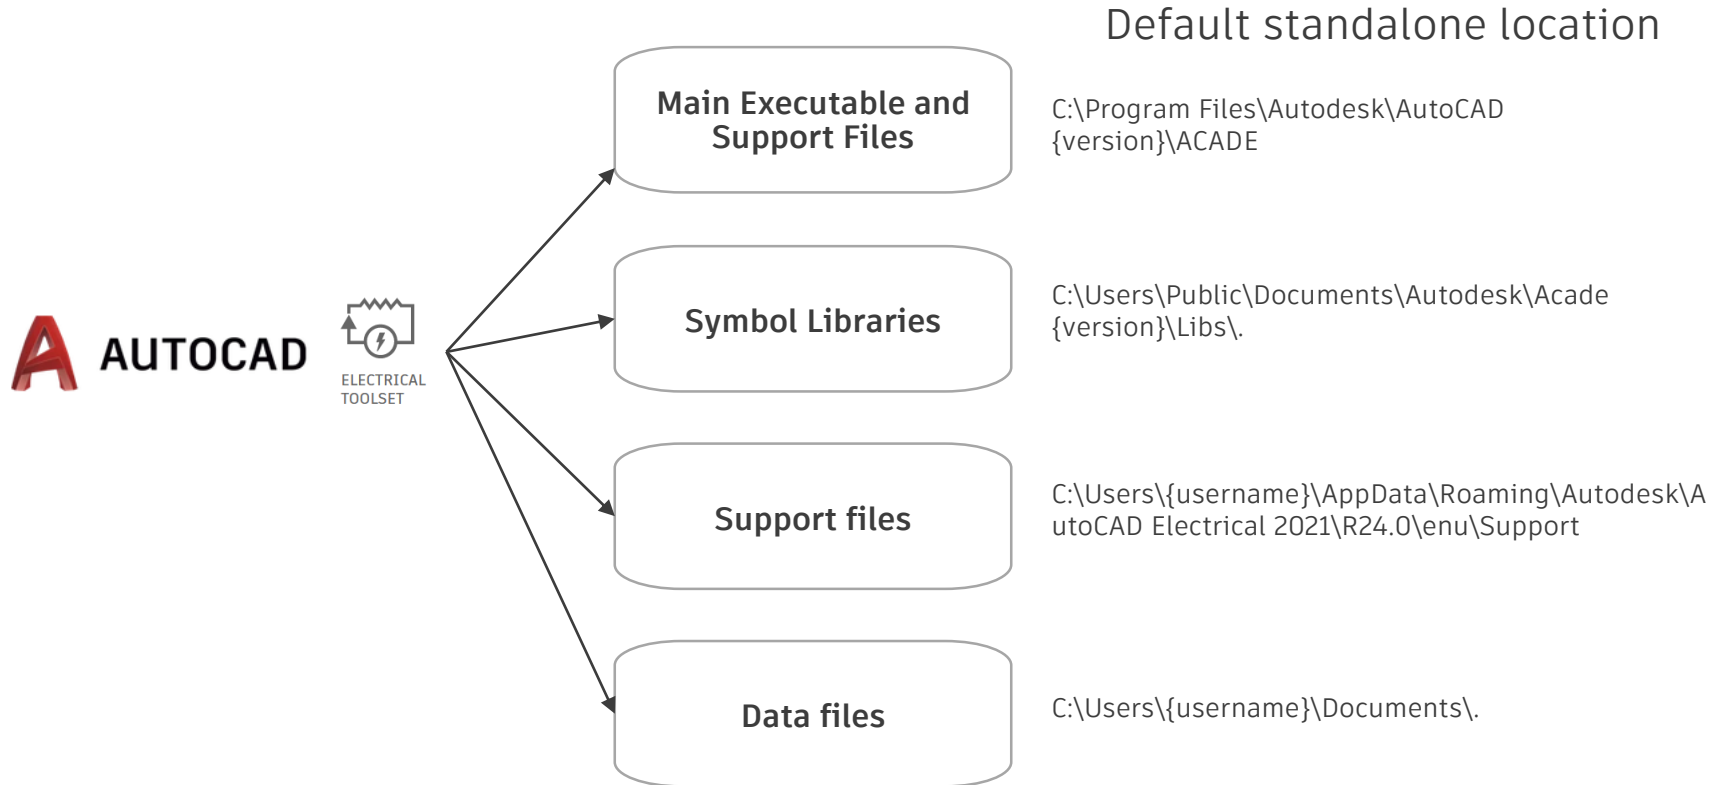 Default standalone location
Main Executable and
Support Files
C:\Program Files\Autodesk\AutoCAD
{version}\ACADE
Symbol Libraries
C:\Users\Public\Documents\Autodesk\Acade
{version}\Libs\.
AUTOCAD
ELECTRICAL
TOOLSET
Support files
C:\Users\{username}\AppData\Roaming\Autodesk\A
utoCAD Electrical 2021\R24.0\enu\Support
Data files
C:\Users\{username}\Documents\.